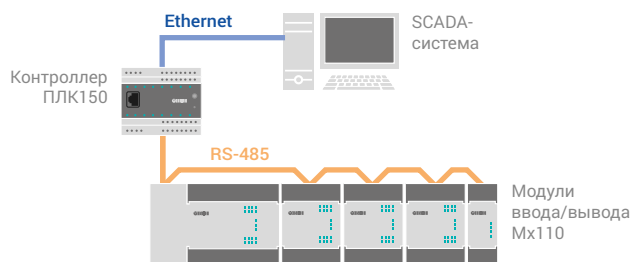 Ethernet
SCADA-
система
Контроллер
ПЛК150
RS-485
Модули
ввода/вывода
Мх110